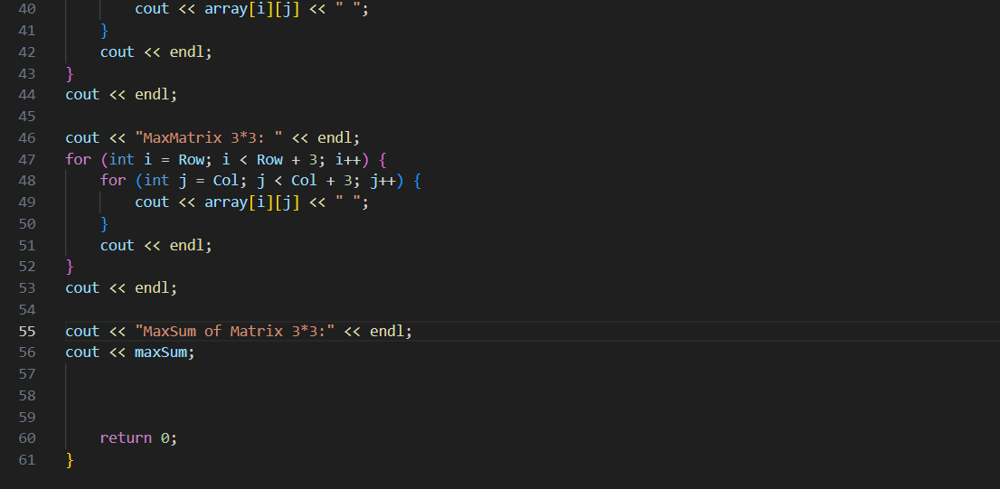 40 cout << array[i][j] << " ";
41 }
42 cout << endl;
43 }
44 cout << endl;
45
46 cout << "MaxMatrix 3*3: " << endl;
47 for (int i = Row; i < Row + 3; i++) {
48 for (int j = Col; j < Col + 3; j++) {
49 cout << array[i][j] << " ";
50 }
51 cout << endl;
52 }
53 cout << endl;
54
55 cout << "MaxSum of Matrix 3*3:" << endl;
56 cout << maxSum;
57
58
59
60 return 0;
61 }